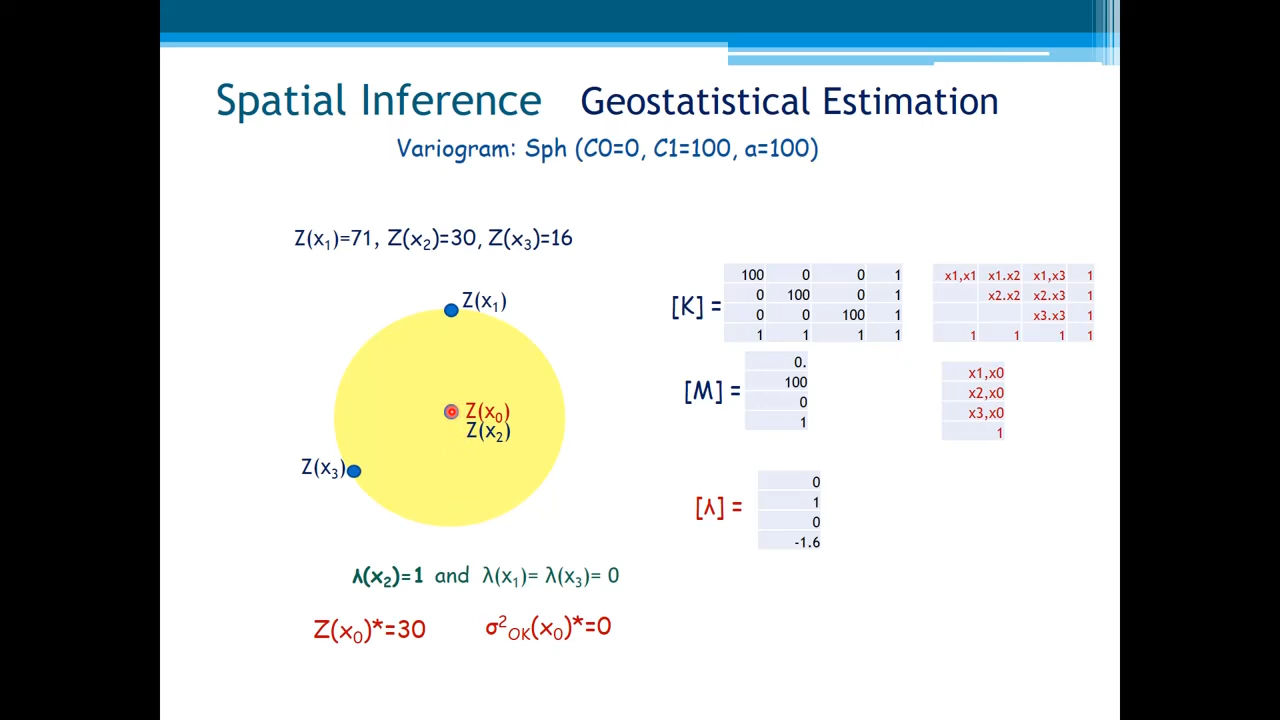 Spatial Inference Geostatistical Estimation
Variogram: Sph (C0=0, C1=100, a=100)
Z(x₁)=71, Z(x₂)=30, Z(x₃)=16
Z(x₁)
Z(x₀)
Z(x₂)
Z(x₃)
[K] =
100 0 0 1
0 100 0 1
0 0 100 1
1 1 1 1
x1,x1 x1.x2 x1,x3 1
x2.x2 x2.x3 1
x3.x3 1
1 1 1 1
[M] =
0.
100
0
1
x1,x0
x2,x0
x3,x0
1
[λ] =
0
1
0
-1.6
λ(x₂)=1 and λ(x₁)= λ(x₃)= 0
Z(x₀)*=30 σ²OK(x₀)*=0